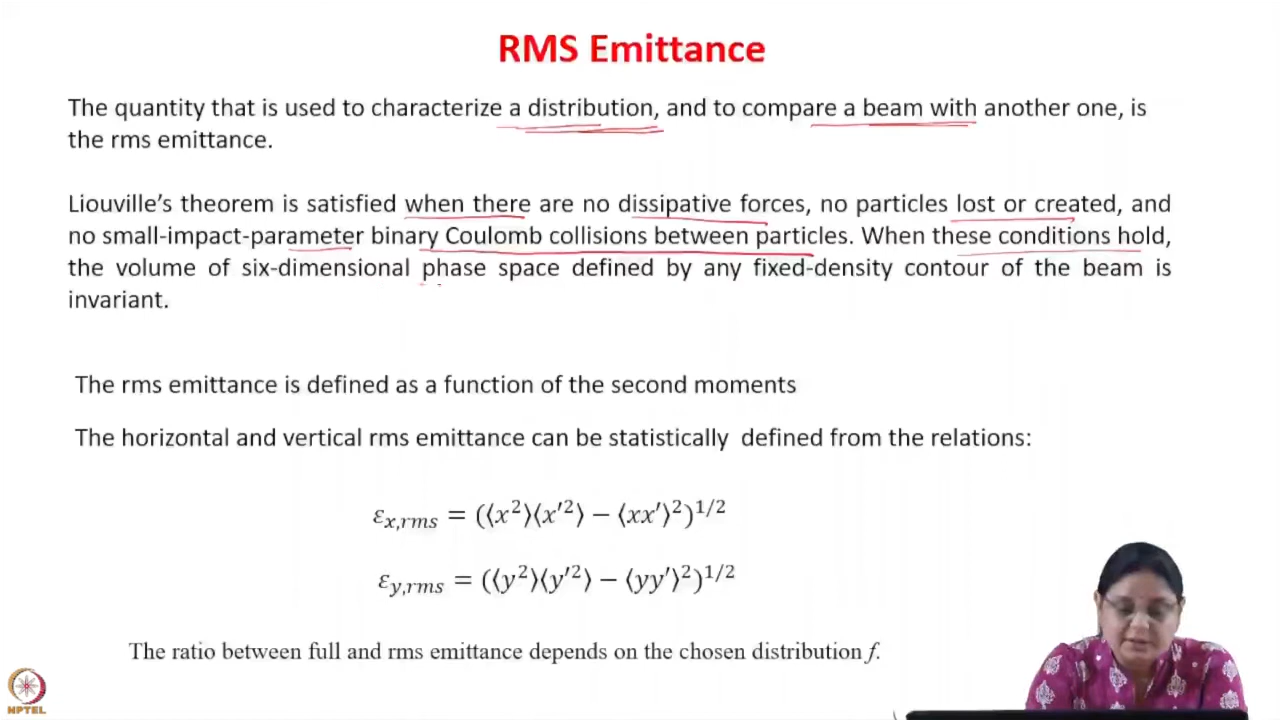 RMS Emittance
The quantity that is used to characterize a distribution, and to compare a beam with another one, is
the rms emittance.
Liouville’s theorem is satisfied when there are no dissipative forces, no particles lost or created, and
no small-impact-parameter binary Coulomb collisions between particles. When these conditions hold,
the volume of six-dimensional phase space defined by any fixed-density contour of the beam is
invariant.
The rms emittance is defined as a function of the second moments
The horizontal and vertical rms emittance can be statistically defined from the relations:
εx,rms = (⟨x²⟩⟨x′²⟩ − ⟨xx′⟩²)^1/2
εy,rms = (⟨y²⟩⟨y′²⟩ − ⟨yy′⟩²)^1/2
The ratio between full and rms emittance depends on the chosen distribution f.
NPTEL